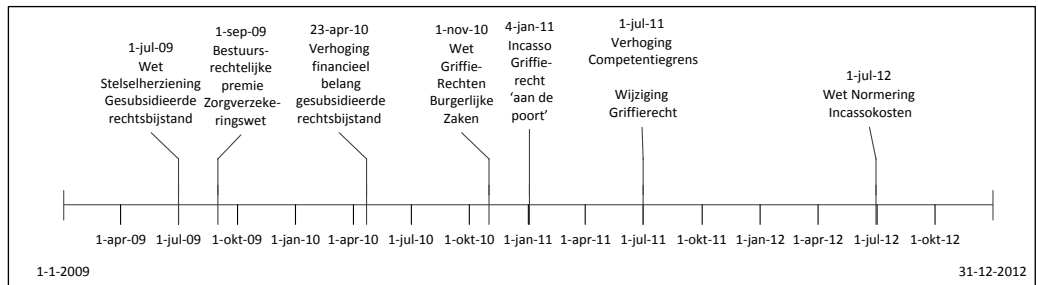 1-jul-09
Wet
Stelselherziening
Gesubsidieerde
rechtsbijstand
1-sep-09
Bestuurs-
rechtelijke
premie
Zorgverzeke-
ringswet
23-apr-10
Verhoging
financieel
belang
gesubsidieerde
rechtsbijstand
1-nov-10
Wet
Griffie-
Rechten
Burgerlijke
Zaken
4-jan-11
Incasso
Griffie-
recht
‘aan de
poort’
1-jul-11
Verhoging
Competentiegrens
Wijziging
Griffierecht
1-jul-12
Wet Normering
Incassokosten
1-apr-09 1-jul-09 1-okt-09 1-jan-10 1-apr-10 1-jul-10 1-okt-10 1-jan-11 1-apr-11 1-jul-11 1-okt-11 1-jan-12 1-apr-12 1-jul-12 1-okt-12
1-1-2009 31-12-2012